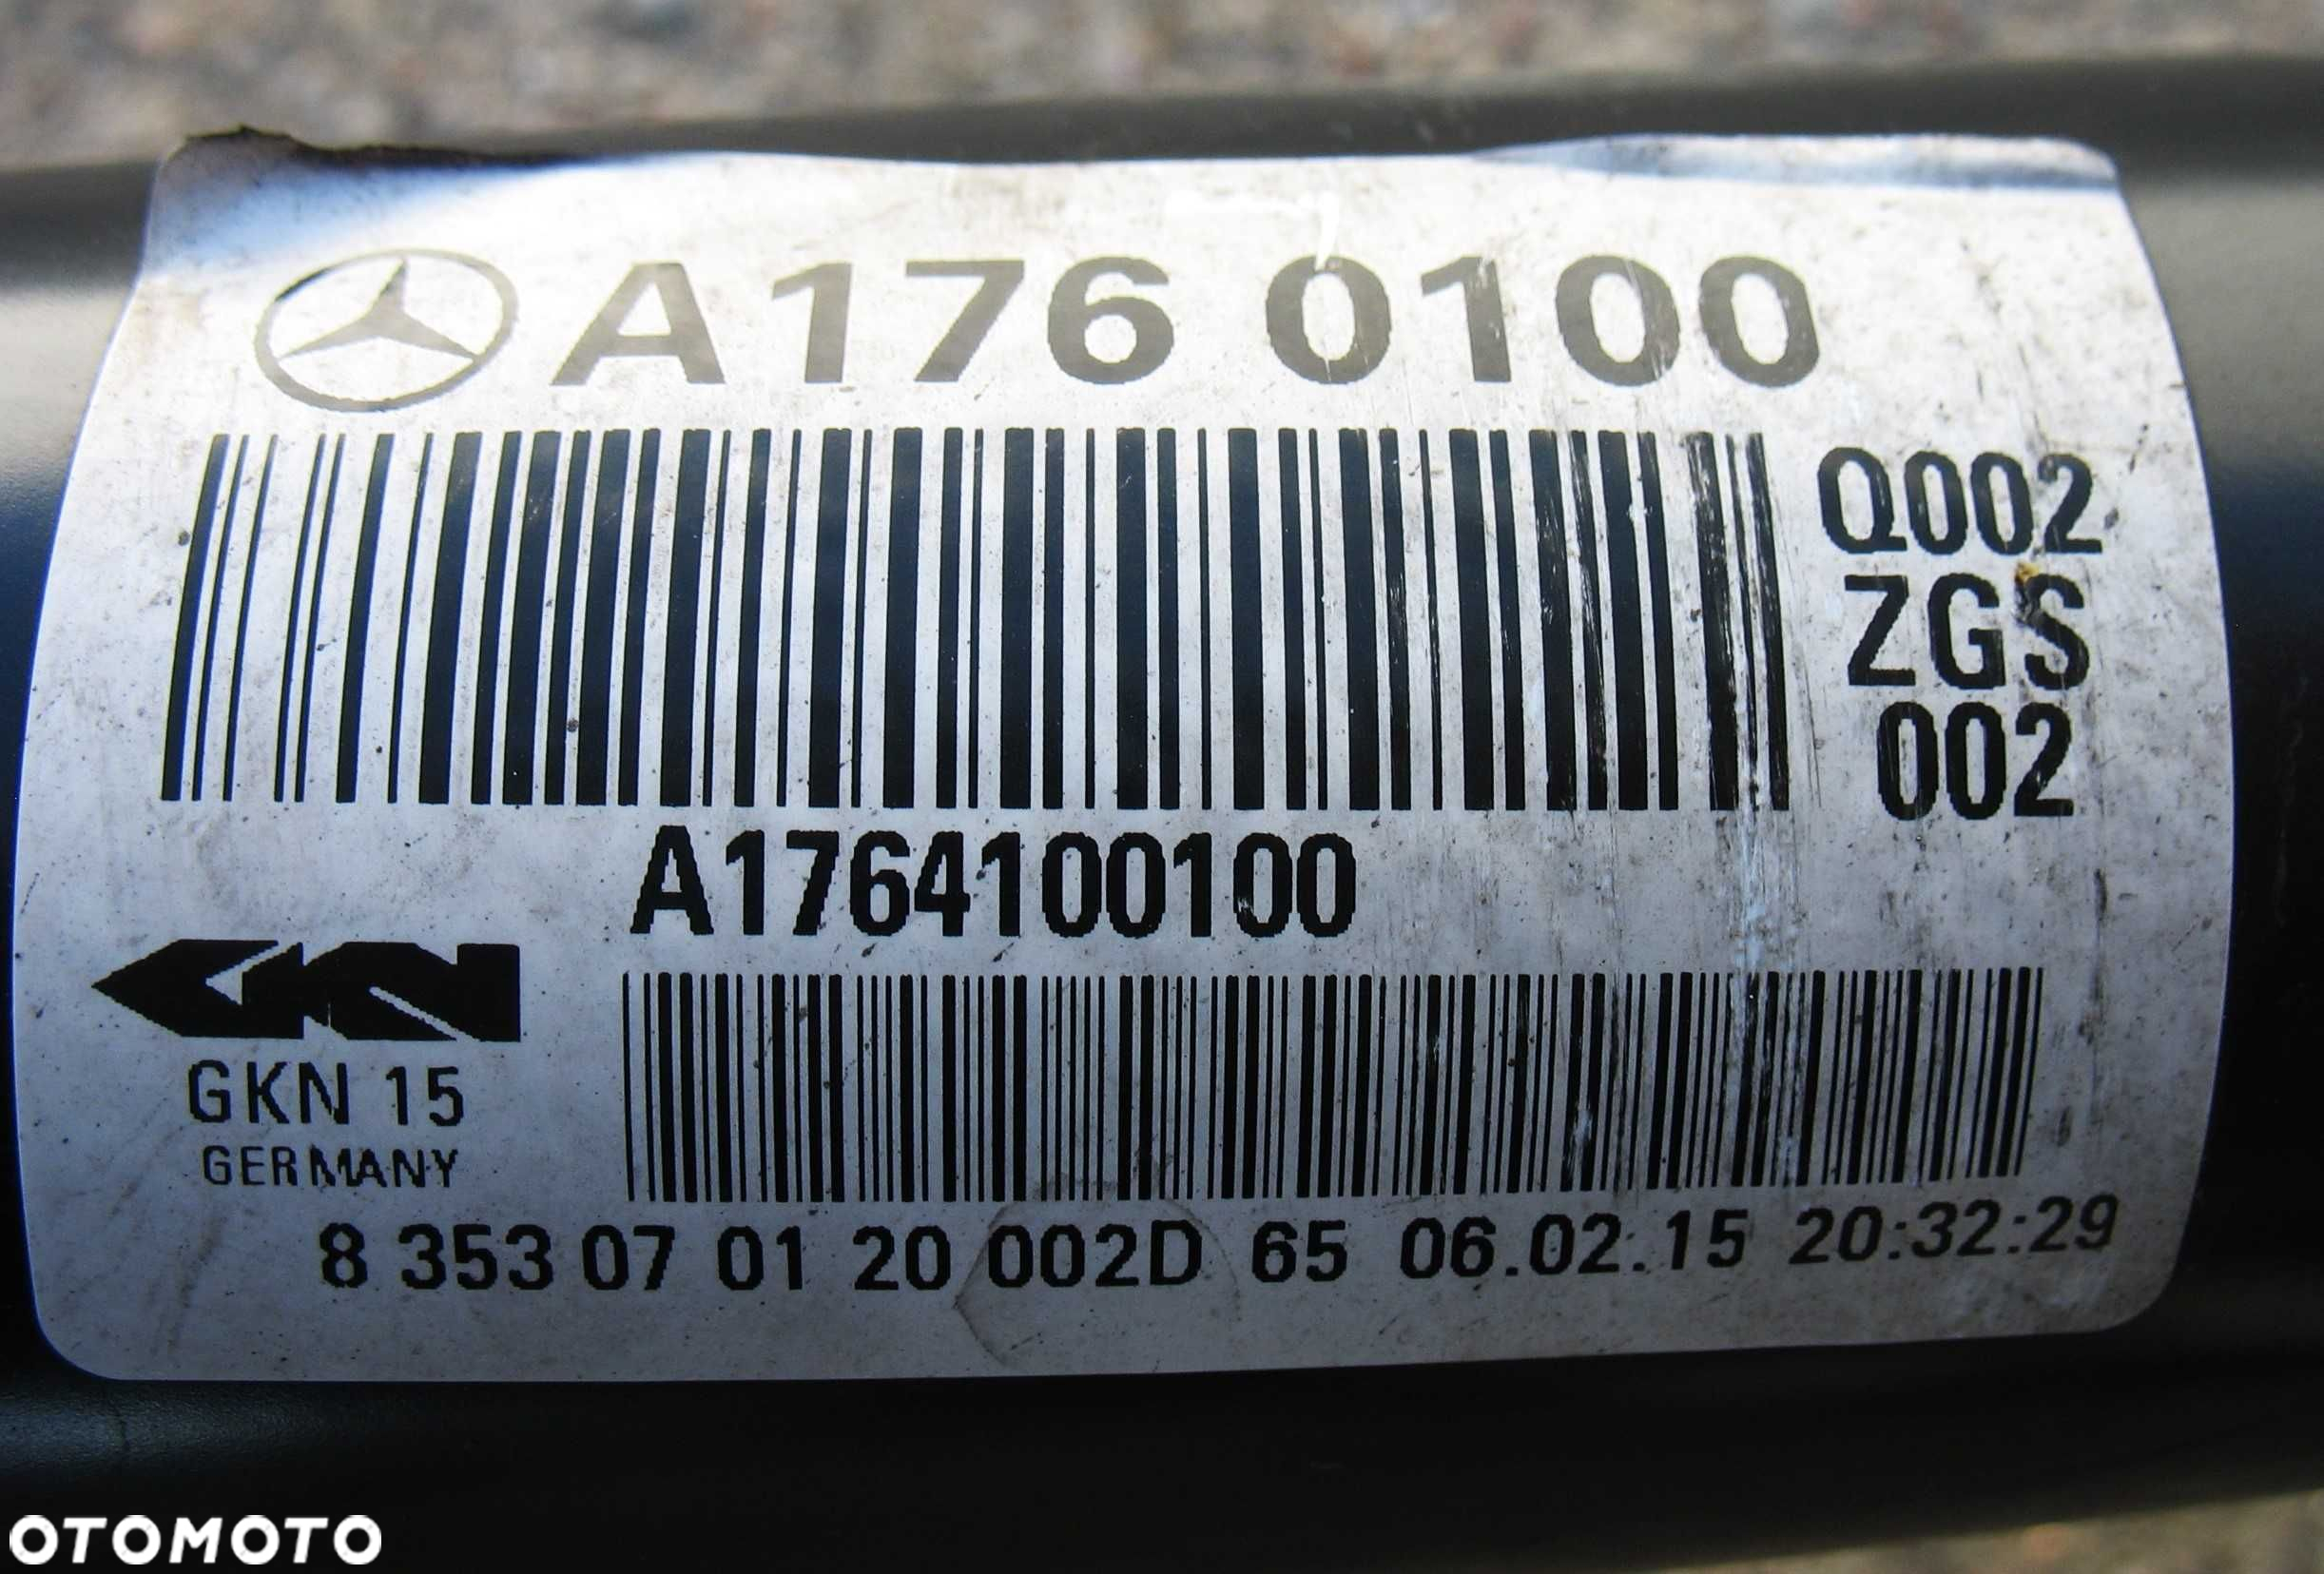 A176 0100
Q002
ZGS
002
A1764100100
GKN
GKN 15
GERMANY
8 353 07 01 20 002D 65 06.02.15 20:32:29
OTOMOTO